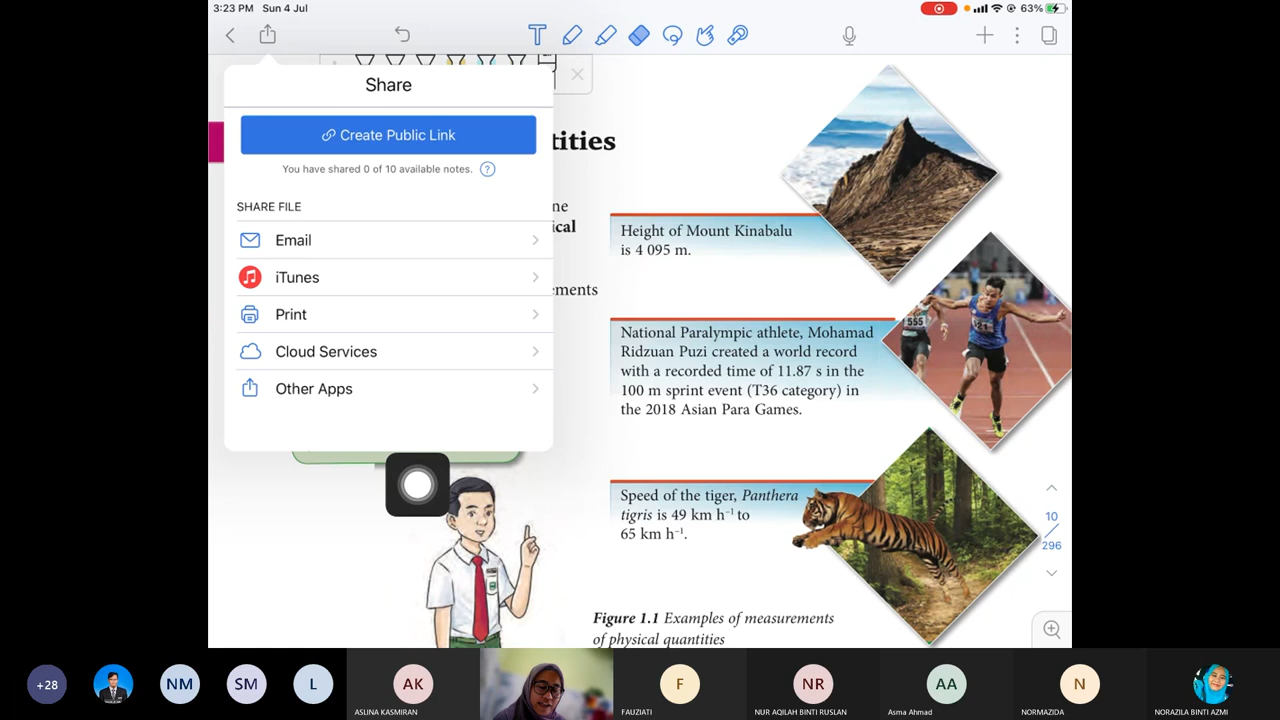 3:23 PM Sun 4 Jul
63%
Share
Create Public Link
You have shared 0 of 10 available notes. ?
SHARE FILE
Email
iTunes
Print
Cloud Services
Other Apps
tities
ne
ical
ements
Height of Mount Kinabalu
is 4 095 m.
National Paralympic athlete, Mohamad
Ridzuan Puzi created a world record
with a recorded time of 11.87 s in the
100 m sprint event (T36 category) in
the 2018 Asian Para Games.
555
Speed of the tiger, Panthera
tigris is 49 km h⁻¹ to
65 km h⁻¹.
10
296
Figure 1.1 Examples of measurements
of physical quantities
+28
NM
SM
L
AK
ASLINA KASMIRAN
F
FAUZIATI
NR
NUR AQILAH BINTI RUSLAN
AA
Asma Ahmad
N
NORMAZIDA
NORAZILA BINTI AZMI